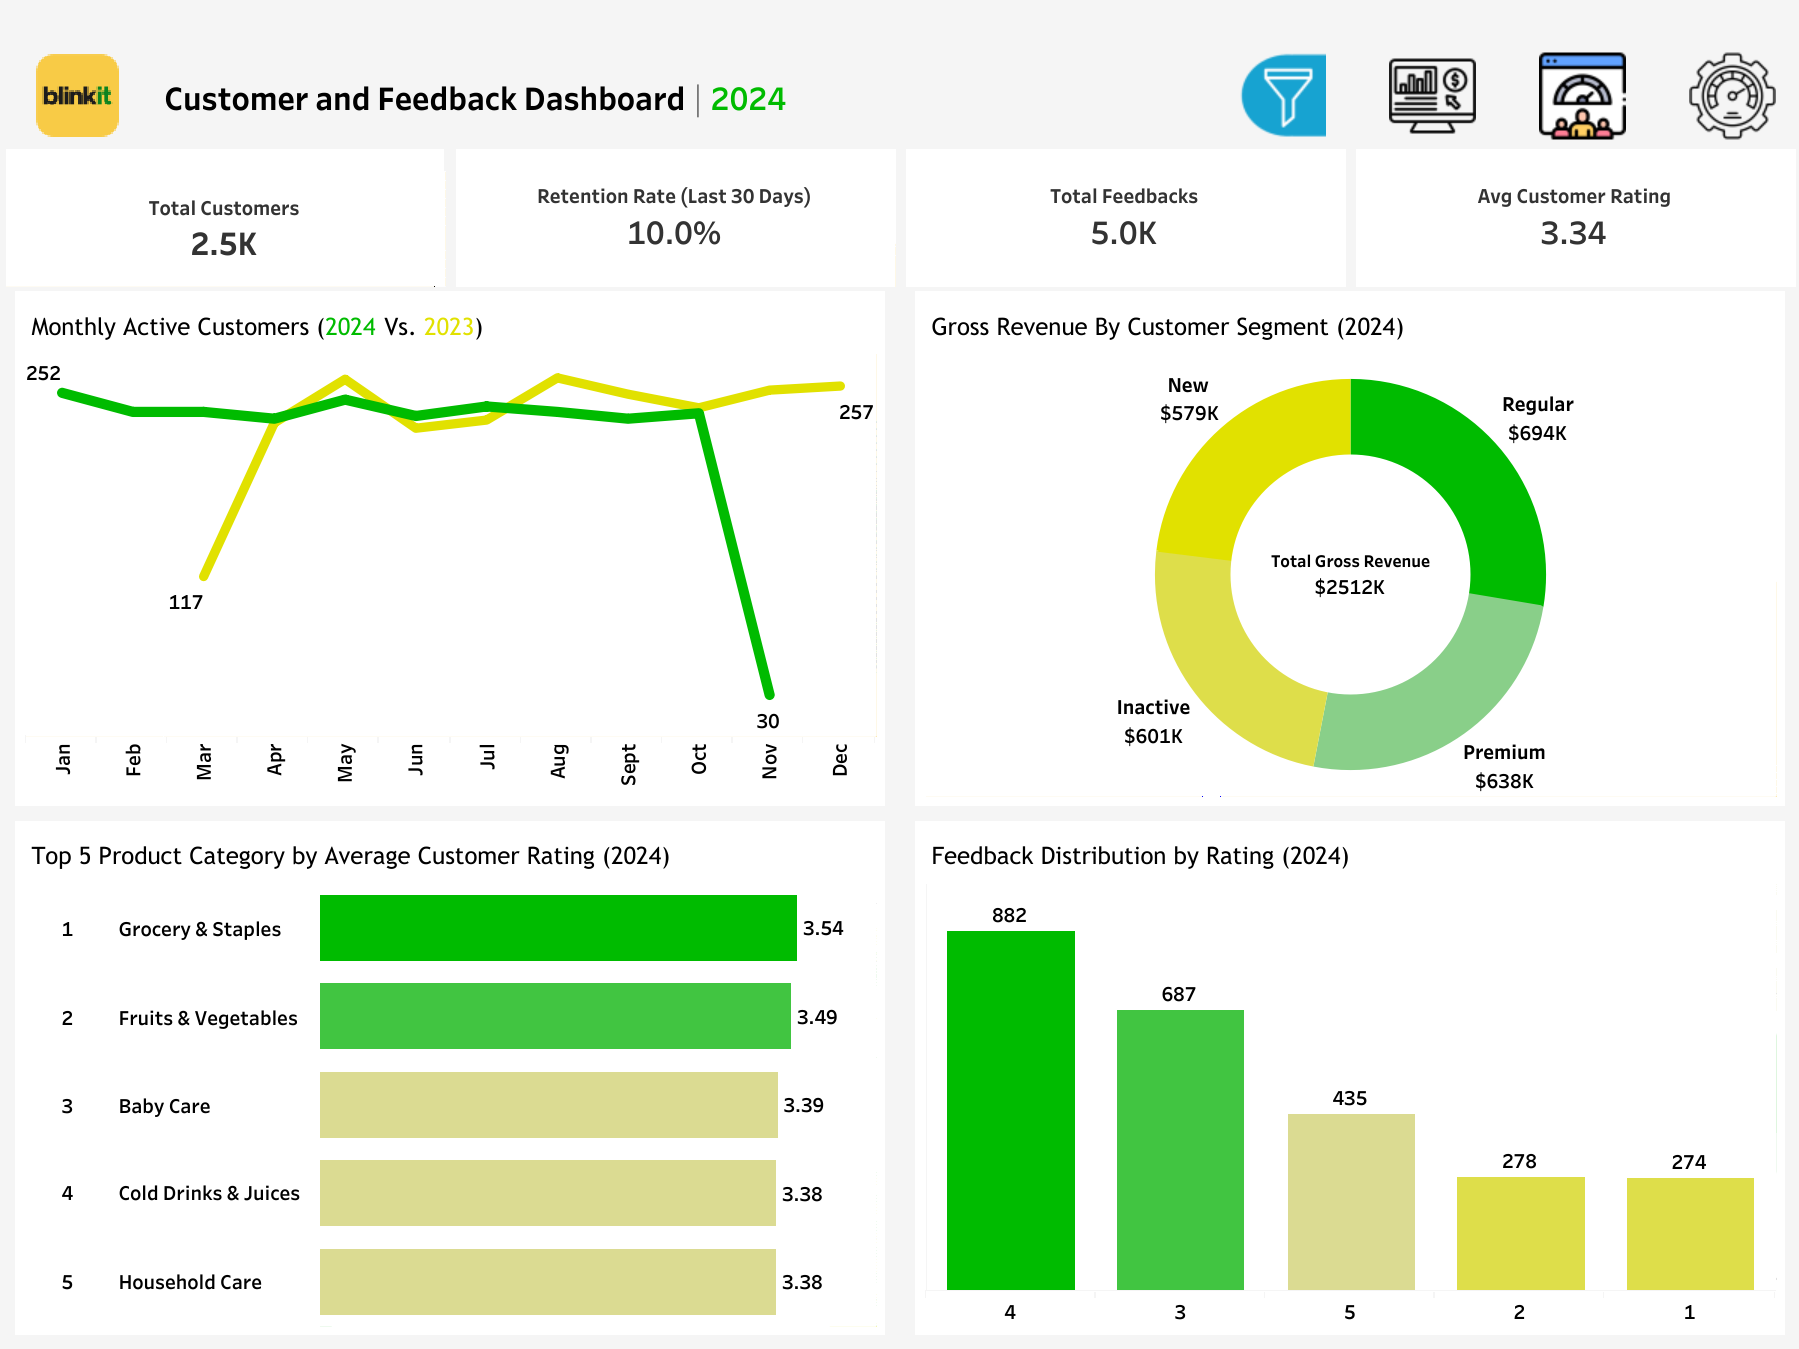 blinkit
Customer and Feedback Dashboard | 2024
Total Customers
2.5K
Retention Rate (Last 30 Days)
10.0%
Total Feedbacks
5.0K
Avg Customer Rating
3.34
Monthly Active Customers (2024 Vs. 2023)
252
257
117
30
Jan
Feb
Mar
Apr
May
Jun
Jul
Aug
Sept
Oct
Nov
Dec
Gross Revenue By Customer Segment (2024)
New
$579K
Regular
$694K
Total Gross Revenue
$2512K
Inactive
$601K
Premium
$638K
Top 5 Product Category by Average Customer Rating (2024)
1 Grocery & Staples 3.54
2 Fruits & Vegetables 3.49
3 Baby Care 3.39
4 Cold Drinks & Juices 3.38
5 Household Care 3.38
Feedback Distribution by Rating (2024)
882
687
435
278
274
4
3
5
2
1